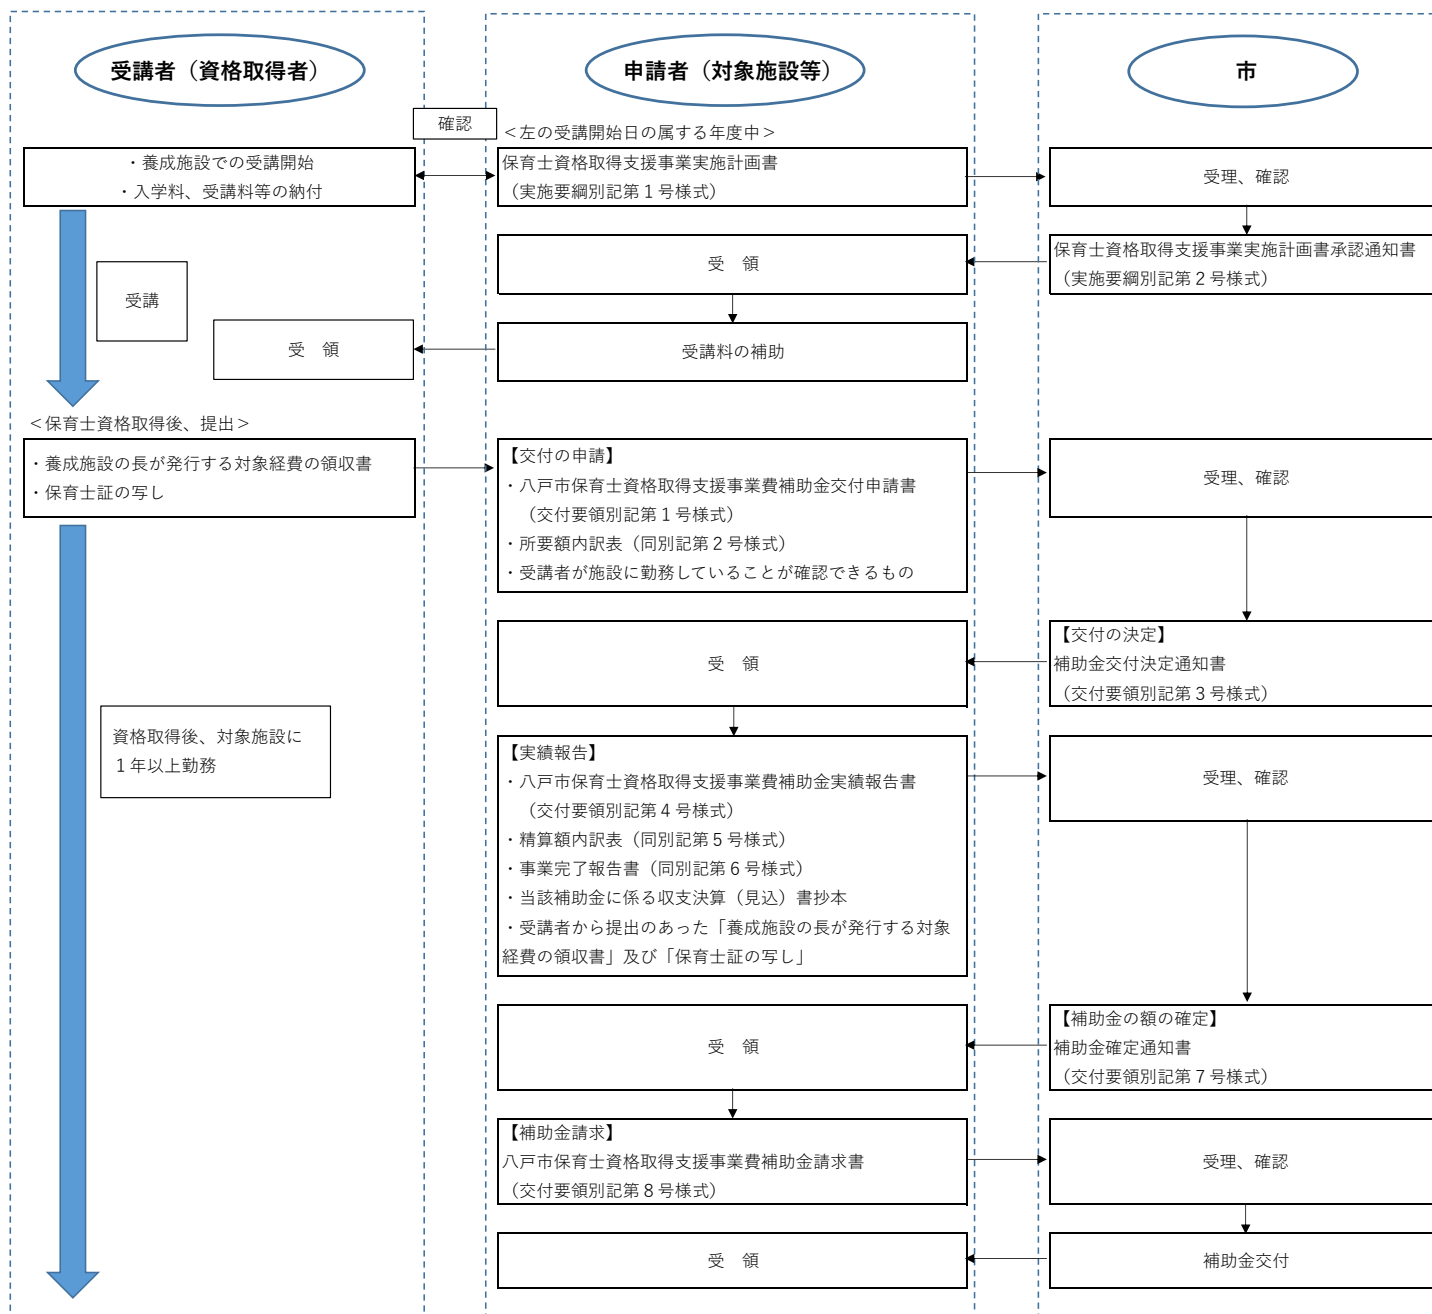 受講者（資格取得者）
申請者（対象施設等）
市
確認
＜左の受講開始日の属する年度中＞
・養成施設での受講開始
・入学料、受講料等の納付
保育士資格取得支援事業実施計画書
（実施要綱別記第１号様式）
受理、確認
受　領
保育士資格取得支援事業実施計画書承認通知書
（実施要綱別記第２号様式）
受講
受　領
受講料の補助
＜保育士資格取得後、提出＞
・養成施設の長が発行する対象経費の領収書
・保育士証の写し
【交付の申請】
・八戸市保育士資格取得支援事業費補助金交付申請書
（交付要領別記第１号様式）
・所要額内訳表（同別記第２号様式）
・受講者が施設に勤務していることが確認できるもの
受理、確認
受　領
【交付の決定】
補助金交付決定通知書
（交付要領別記第３号様式）
資格取得後、対象施設に
１年以上勤務
【実績報告】
・八戸市保育士資格取得支援事業費補助金実績報告書
（交付要領別記第４号様式）
・精算額内訳表（同別記第５号様式）
・事業完了報告書（同別記第６号様式）
・当該補助金に係る収支決算（見込）書抄本
・受講者から提出のあった「養成施設の長が発行する対象
経費の領収書」及び「保育士証の写し」
受理、確認
受　領
【補助金の額の確定】
補助金確定通知書
（交付要領別記第７号様式）
【補助金請求】
八戸市保育士資格取得支援事業費補助金請求書
（交付要領別記第８号様式）
受理、確認
受　領
補助金交付